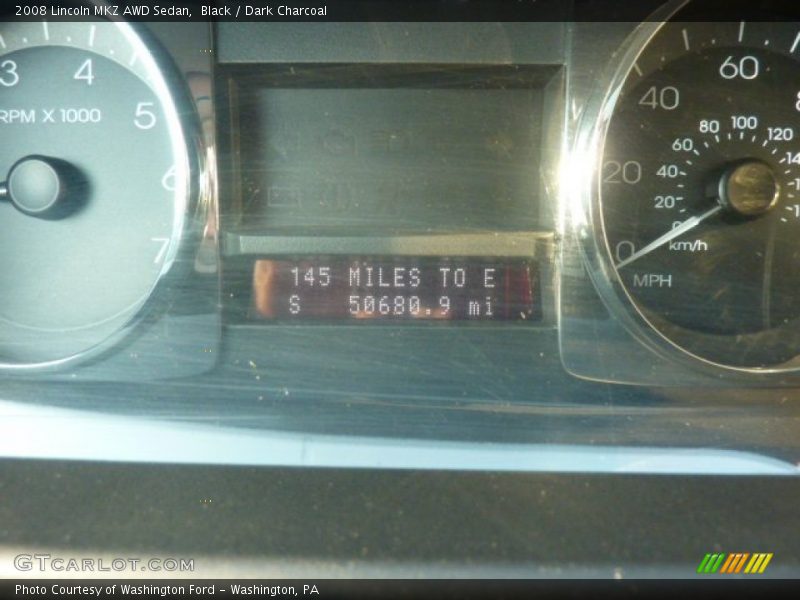 2008 Lincoln MKZ AWD Sedan, Black / Dark Charcoal
3 4 5 6 7
RPM X 1000
0 20 40 60
20 40 60 80 100 120
km/h
MPH
145 MILES TO E
S 50680.9 mi
GTCARLOT.COM
Photo Courtesy of Washington Ford - Washington, PA